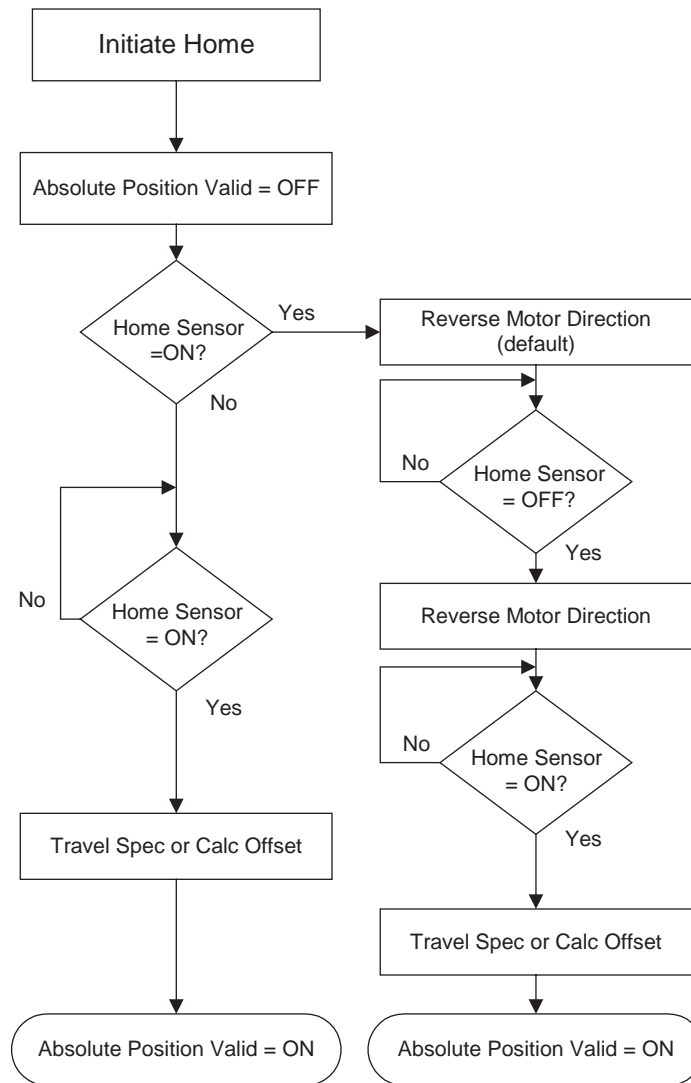 Initiate Home
Absolute Position Valid = OFF
Home Sensor
=ON?
Yes
No
Reverse Motor Direction
(default)
No
Home Sensor
= OFF?
Yes
Reverse Motor Direction
No
Home Sensor
= ON?
Yes
Travel Spec or Calc Offset
No
Home Sensor
= ON?
Yes
Travel Spec or Calc Offset
Absolute Position Valid = ON
Absolute Position Valid = ON